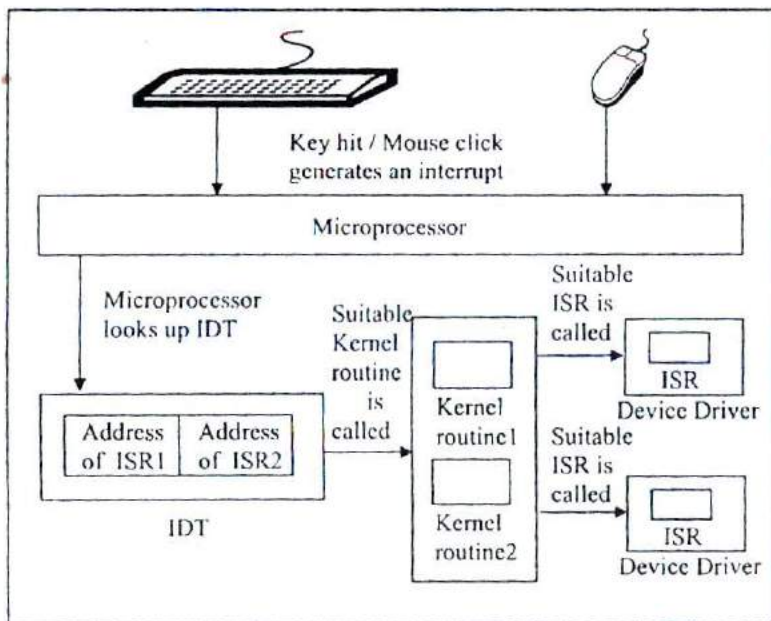 Key hit / Mouse click
generates an interrupt
Microprocessor
Microprocessor
looks up IDT
Suitable
Kernel
routine
is
called
Suitable
ISR is
called
Address
of ISR1
Address
of ISR2
IDT
Kernel
routine1
Kernel
routine2
ISR
Device Driver
Suitable
ISR is
called
ISR
Device Driver